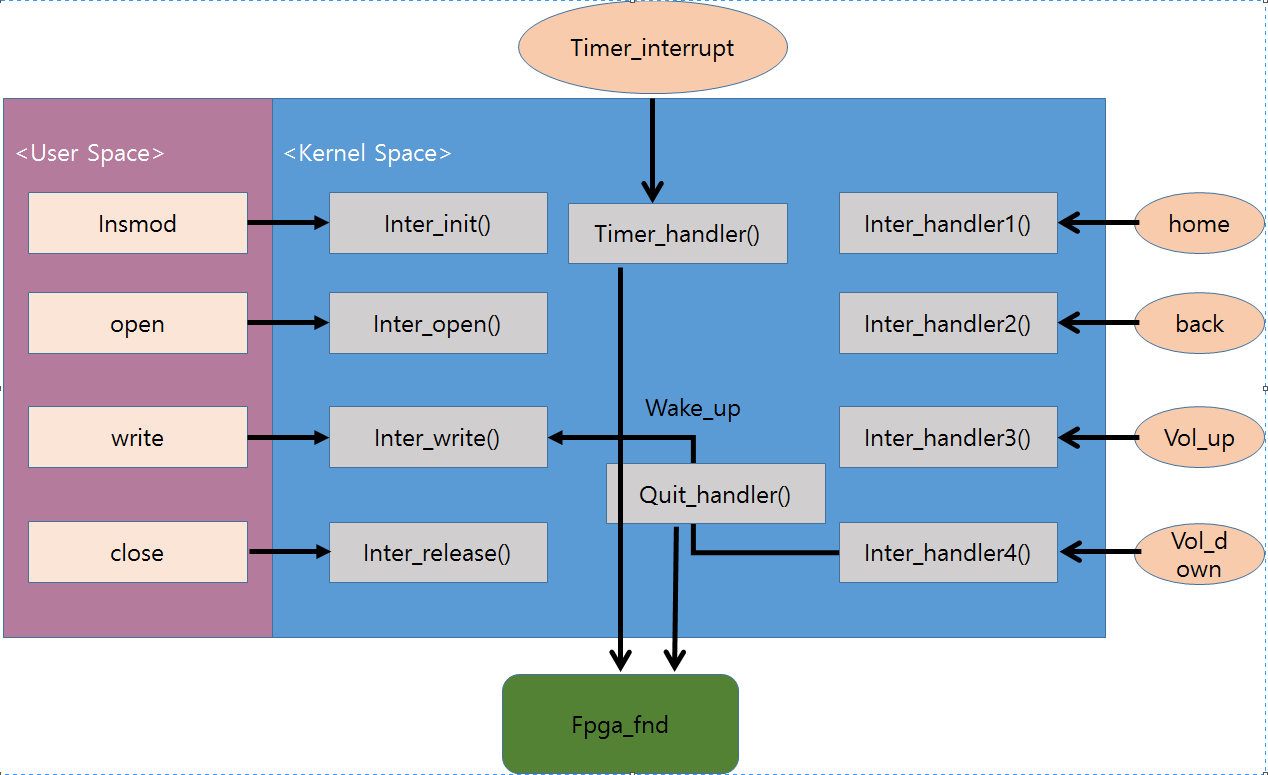 Timer_interrupt
<User Space>
<Kernel Space>
Insmod
Inter_init()
Timer_handler()
Inter_handler1()
home
open
Inter_open()
Inter_handler2()
back
Wake_up
write
Inter_write()
Inter_handler3()
Vol_up
Quit_handler()
close
Inter_release()
Inter_handler4()
Vol_d
own
Fpga_fnd